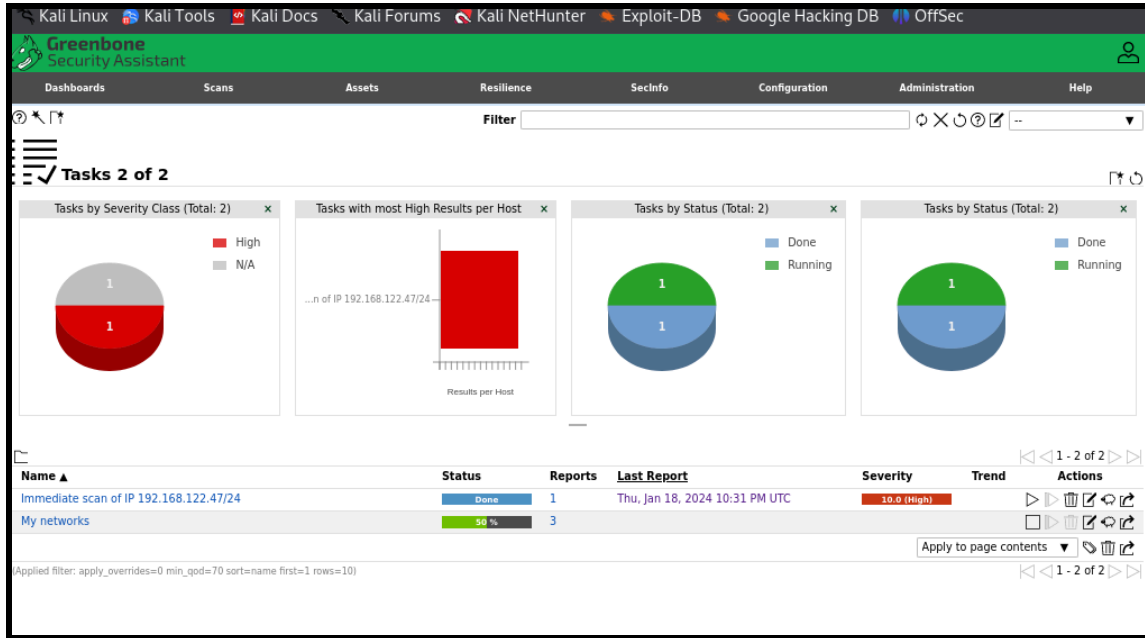 Kali Linux Kali Tools Kali Docs Kali Forums Kali NetHunter Exploit-DB Google Hacking DB OffSec
Greenbone
Security Assistant
Dashboards Scans Assets Resilience SecInfo Configuration Administration Help
Filter --
Tasks 2 of 2
Tasks by Severity Class (Total: 2) × Tasks with most High Results per Host × Tasks by Status (Total: 2) × Tasks by Status (Total: 2) ×
High
N/A
1
1
...n of IP 192.168.122.47/24
Results per Host
Done
Running
1
1
Done
Running
1
1
1 - 2 of 2
Name ▲ Status Reports Last Report Severity Trend Actions
Immediate scan of IP 192.168.122.47/24 Done 1 Thu, Jan 18, 2024 10:31 PM UTC 10.0 (High)
My networks 50 % 3
Apply to page contents ▼
(Applied filter: apply_overrides=0 min_qod=70 sort=name first=1 rows=10) 1 - 2 of 2